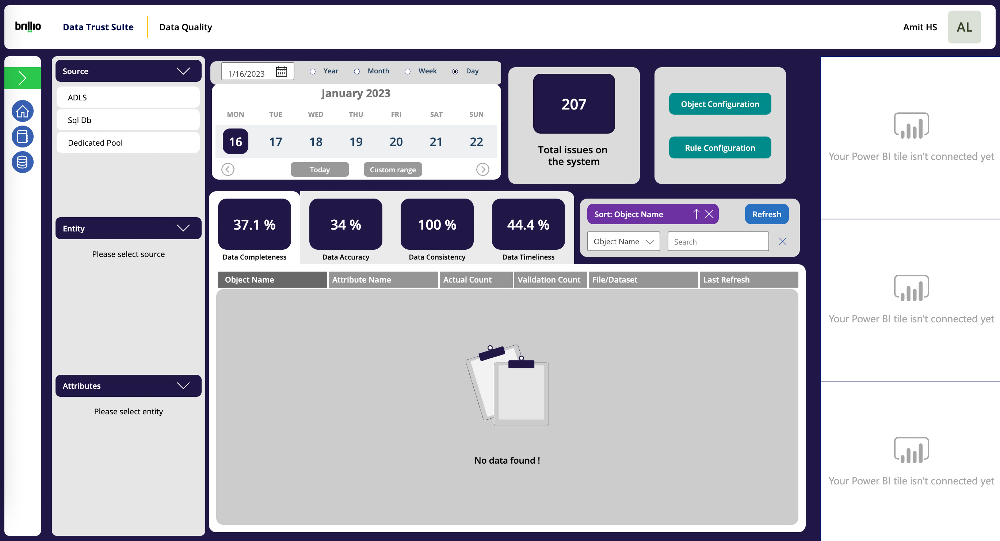 brillio
Data Trust SuIte
Data Quality
Amit HS
AL
Source
ADLS
Sql Db
Dedicated Pool
Entity
Please select source
Attributes
Please select entity
1/16/2023
Year
Month
Week
Day
January 2023
MON TUE WED THU FRI SAT SUN
16 17 18 19 20 21 22
Today
Custom range
207
Total issues on
the system
Object Configuration
Rule Configuration
37.1 %
Data Completeness
34 %
Data Accuracy
100 %
Data Consistency
44.4 %
Data Timeliness
Sort: Object Name
Refresh
Object Name
Search
Object Name
Attribute Name
Actual Count
Validation Count
File/Dataset
Last Refresh
No data found !
Your Power BI tile isn't connected yet
Your Power BI tile isn't connected yet
Your Power BI tile isn't connected yet